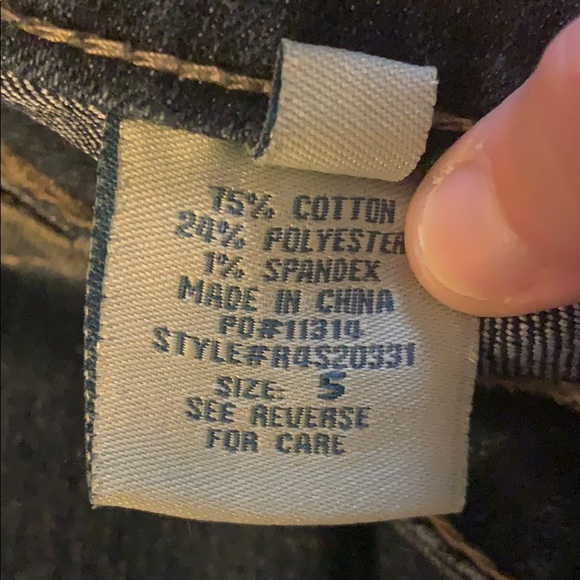 75% COTTON
24% POLYESTER
1% SPANDEX
MADE IN CHINA
PO#11314
STYLE#R4S20331
SIZE: 5
SEE REVERSE
FOR CARE